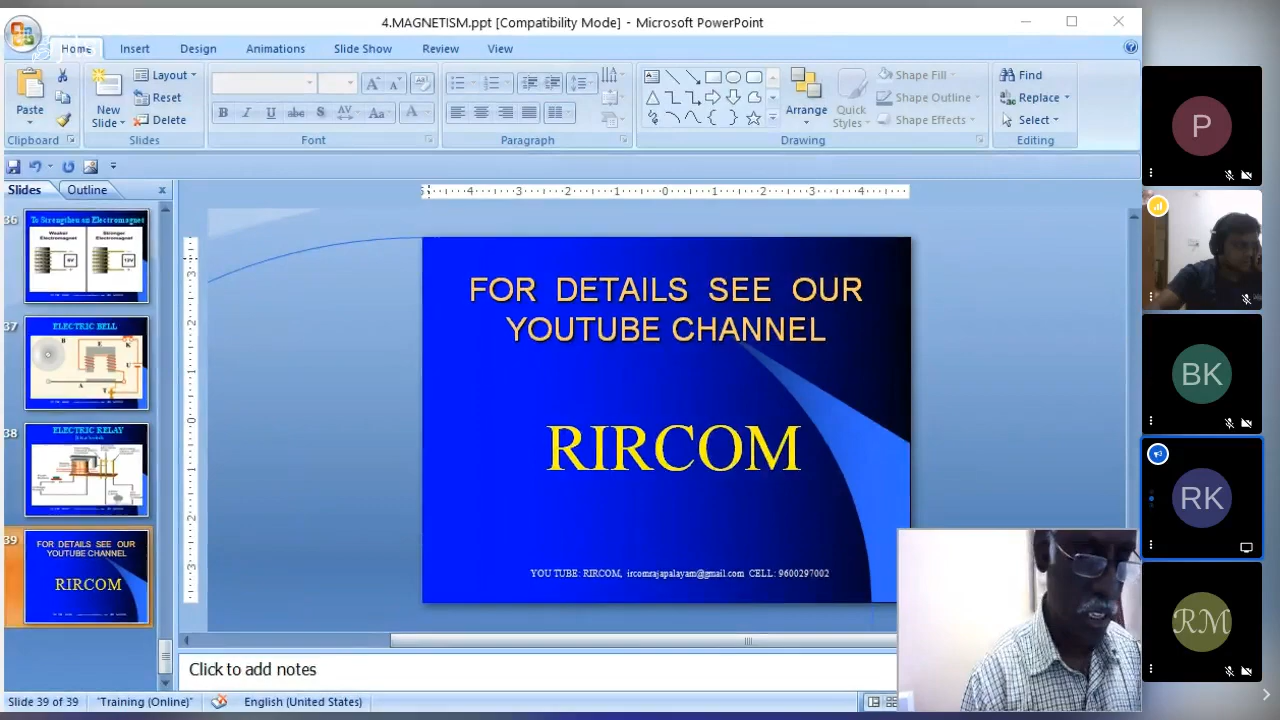 4.MAGNETISM.ppt [Compatibility Mode] - Microsoft PowerPoint
Home Insert Design Animations Slide Show Review View
Paste
Clipboard
New
Slide
Layout
Reset
Delete
Slides
B I U abc S AV Aa A
Font
Paragraph
Arrange
Quick
Styles
Shape Fill
Shape Outline
Shape Effects
Drawing
Find
Replace
Select
Editing
Slides Outline x
36
To Strengthen an Electromagnet
Weaker
Electromagnet
Stronger
Electromagnet
37
ELECTRIC BELL
38
ELECTRIC RELAY
39
FOR DETAILS SEE OUR
YOUTUBE CHANNEL
RIRCOM
FOR DETAILS SEE OUR
YOUTUBE CHANNEL
RIRCOM
YOU TUBE: RIRCOM, ircomrajapalayam@gmail.com CELL: 9600297002
Click to add notes
Slide 39 of 39 "Training (Online)" English (United States)
P
BK
RK
RM